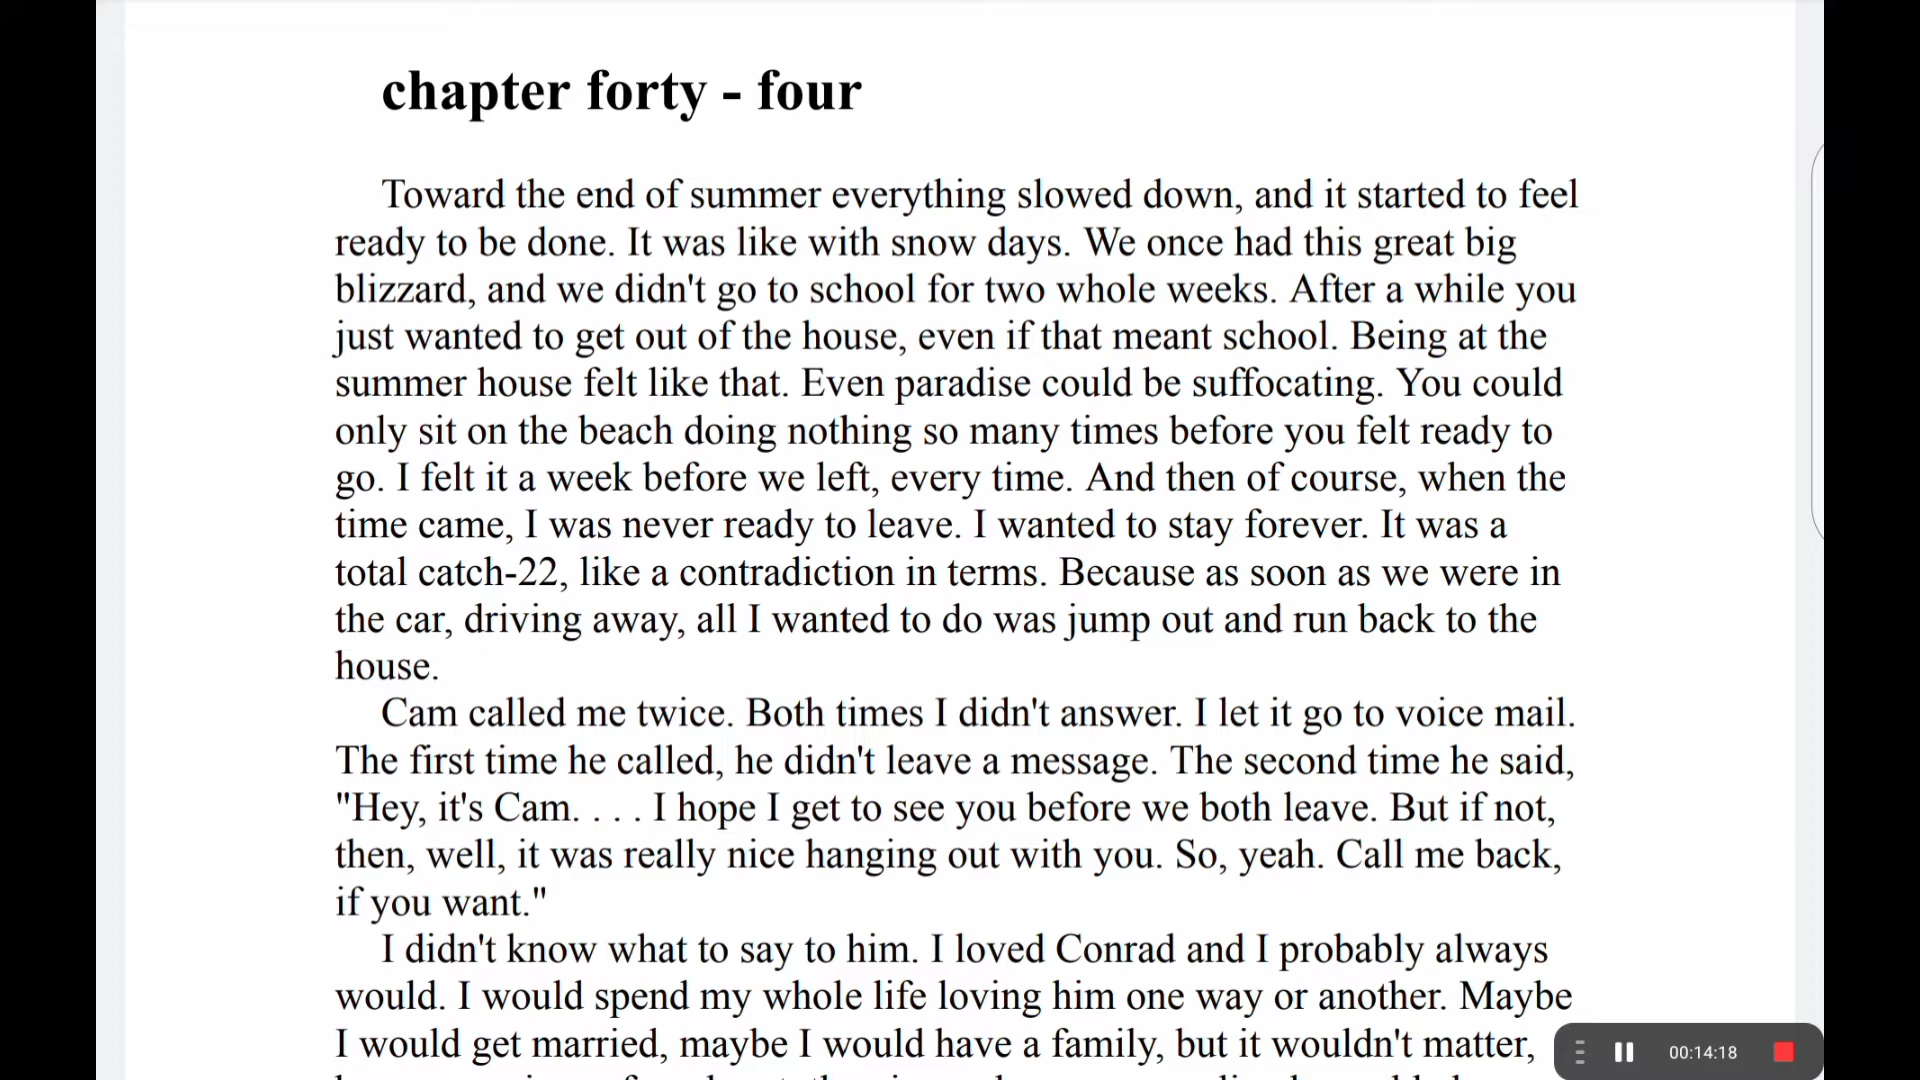 chapter forty - four
Toward the end of summer everything slowed down, and it started to feel
ready to be done. It was like with snow days. We once had this great big
blizzard, and we didn't go to school for two whole weeks. After a while you
just wanted to get out of the house, even if that meant school. Being at the
summer house felt like that. Even paradise could be suffocating. You could
only sit on the beach doing nothing so many times before you felt ready to
go. I felt it a week before we left, every time. And then of course, when the
time came, I was never ready to leave. I wanted to stay forever. It was a
total catch-22, like a contradiction in terms. Because as soon as we were in
the car, driving away, all I wanted to do was jump out and run back to the
house.
Cam called me twice. Both times I didn't answer. I let it go to voice mail.
The first time he called, he didn't leave a message. The second time he said,
"Hey, it's Cam. . . . I hope I get to see you before we both leave. But if not,
then, well, it was really nice hanging out with you. So, yeah. Call me back,
if you want."
I didn't know what to say to him. I loved Conrad and I probably always
would. I would spend my whole life loving him one way or another. Maybe
I would get married, maybe I would have a family, but it wouldn't matter,
00:14:18